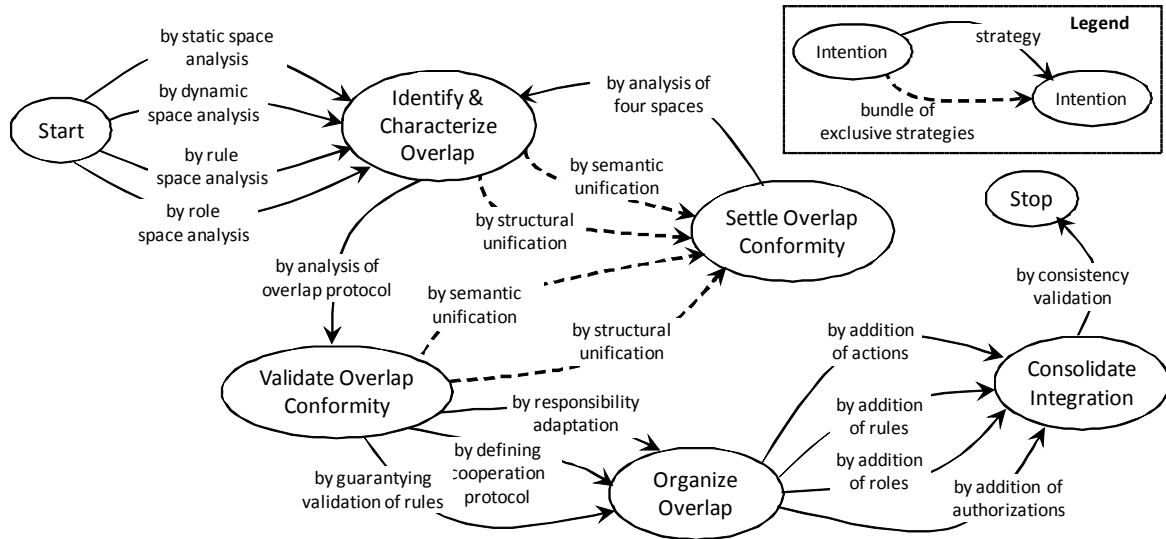 by static space
analysis
by dynamic
space analysis
Start
by rule
space analysis
by role
space analysis
Identify &
Characterize
Overlap
by analysis of
four spaces
Legend
Intention
strategy
Intention
bundle of
exclusive strategies
by semantic
unification
by structural
unification
Settle Overlap
Conformity
Stop
by analysis of
overlap protocol
by semantic
unification
by structural
unification
by consistency
validation
Validate Overlap
Conformity
by responsibility
adaptation
by defining
cooperation
protocol
by guarantying
validation of rules
Organize
Overlap
by addition
of actions
by addition
of rules
by addition
of roles
by addition of
authorizations
Consolidate
Integration